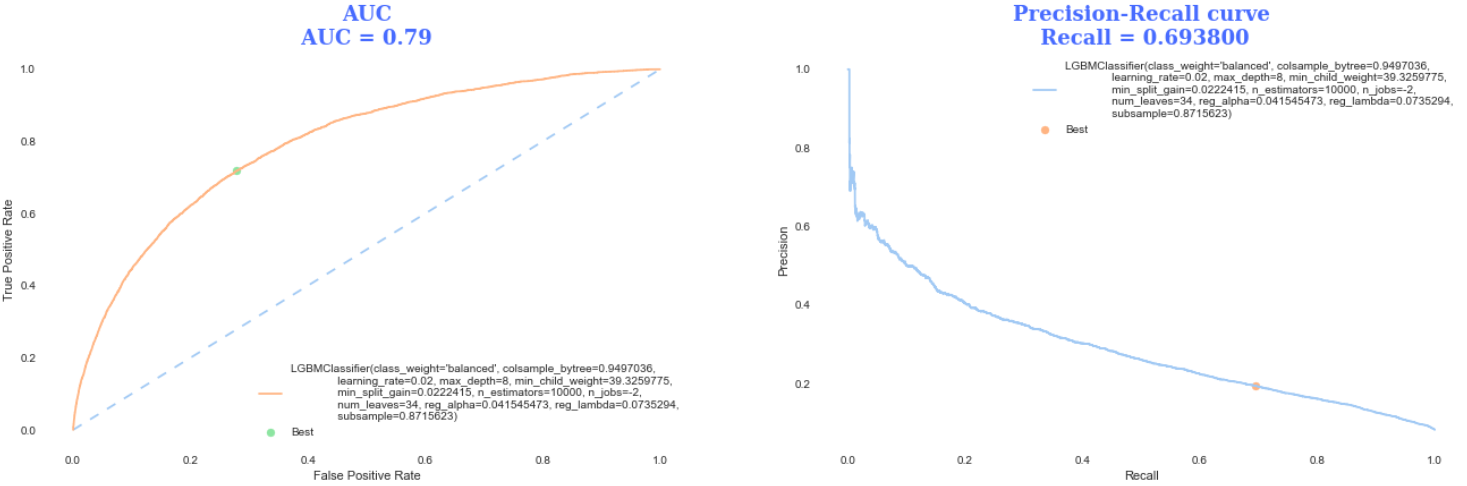 AUC
AUC = 0.79
1.0
0.8
0.6
0.4
0.2
0.0
True Positive Rate
LGBMClassifier(class_weight='balanced', colsample_bytree=0.9497036,
learning_rate=0.02, max_depth=8, min_child_weight=39.3259775,
min_split_gain=0.0222415, n_estimators=10000, n_jobs=-2,
num_leaves=34, reg_alpha=0.041545473, reg_lambda=0.0735294,
subsample=0.8715623)
Best
0.0 0.2 0.4 0.6 0.8 1.0
False Positive Rate
Precision-Recall curve
Recall = 0.693800
LGBMClassifier(class_weight='balanced', colsample_bytree=0.9497036,
learning_rate=0.02, max_depth=8, min_child_weight=39.3259775,
min_split_gain=0.0222415, n_estimators=10000, n_jobs=-2,
num_leaves=34, reg_alpha=0.041545473, reg_lambda=0.0735294,
subsample=0.8715623)
Best
1.0
0.8
0.6
0.4
0.2
Precision
0.0 0.2 0.4 0.6 0.8 1.0
Recall